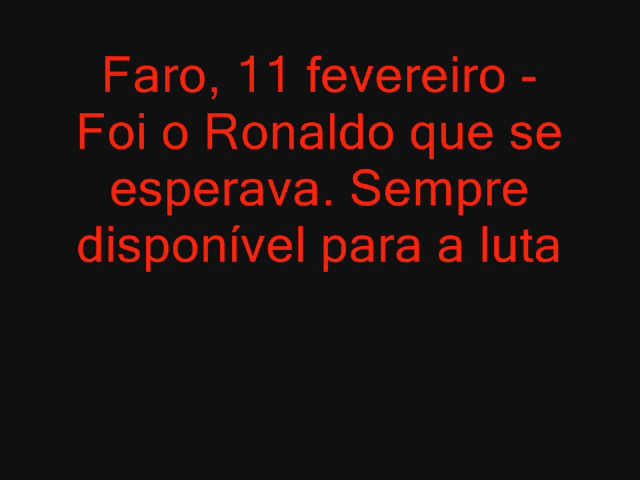 Faro, 11 fevereiro -
Foi o Ronaldo que se
esperava. Sempre
disponível para a luta